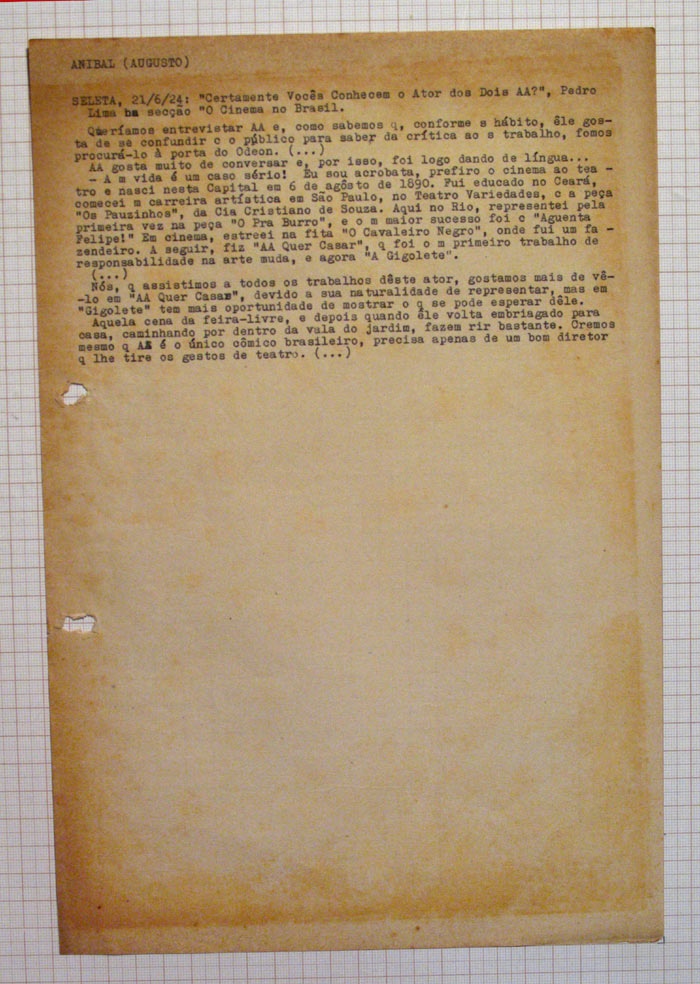 ANIBAL (AUGUSTO)
SELETA, 21/6/24: "Certamente Vocês Conhecem o Ator dos Dois AA?", Pedro
Lima na secção "O Cinema no Brasil.
Queríamos entrevistar AA e, como sabemos q, conforme s hábito, êle gos-
ta de se confundir c o público para saber da crítica ao s trabalho, fomos
procurá-lo à porta do Odeon. (...)
AA gosta muito de conversar e, por isso, foi logo dando de língua...
- A m vida é um caso sério! Eu sou acrobata, prefiro o cinema ao tea -
tro e nasci nesta Capital em 6 de agôsto de 1890. Fui educado no Ceará,
comecei m carreira artística em São Paulo, no Teatro Variedades, c a peça
"Os Pauzinhos", da Cia Cristiano de Souza. Aqui no Rio, representei pela
primeira vez na peça "O Pra Burro", e o m maior sucesso foi c "Aguenta
Felipe!" Em cinema, estreei na fita "O Cavaleiro Negro", onde fui um fa -
zendeiro. A seguir, fiz "AA Quer Casar", q foi o m primeiro trabalho de
responsabilidade na arte muda, e agora "A Gigolete".
(...)
Nós, q assistimos a todos os trabalhos dêste ator, gostamos mais de vê-
-lo em "AA Quer Casar", devido a sua naturalidade de representar, mas em
"Gigolete" tem mais oportunidade de mostrar o q se pode esperar dêle.
Aquela cena da feira-livre, e depois quando êle volta embriagado para
casa, caminhando por dentro da vala do jardim, fazem rir bastante. Cremos
mesmo q AA é o único cômico brasileiro, precisa apenas de um bom diretor
q lhe tire os gestos de teatro. (...)